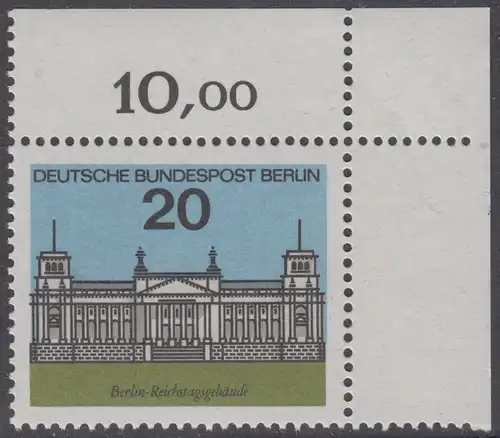 10,00
DEUTSCHE BUNDESPOST BERLIN
20
Berlin-Reichstagsgebäude